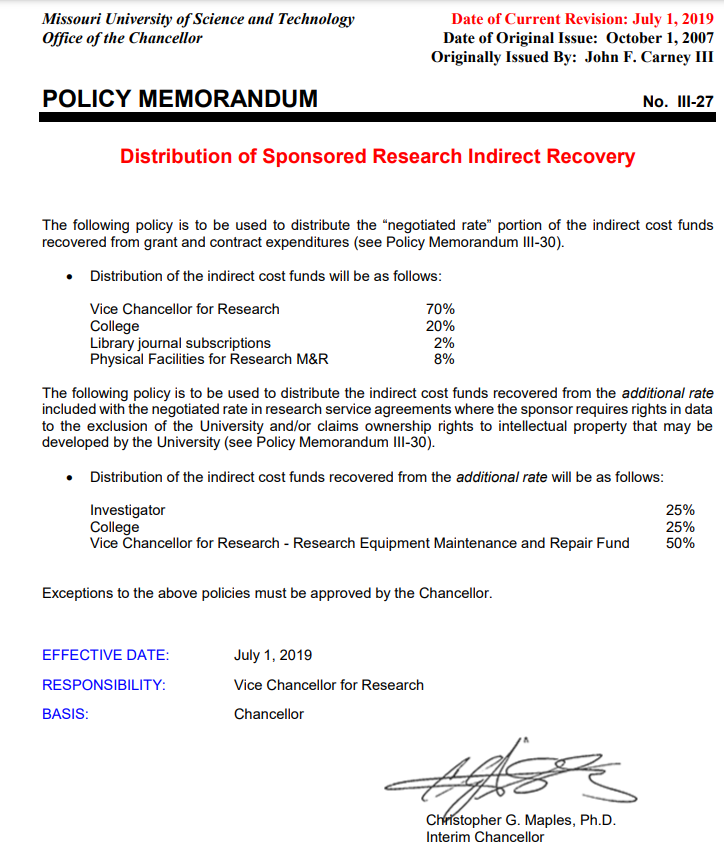 Missouri University of Science and Technology
Office of the Chancellor
Date of Current Revision: July 1, 2019
Date of Original Issue: October 1, 2007
Originally Issued By: John F. Carney III
POLICY MEMORANDUM No. III-27
Distribution of Sponsored Research Indirect Recovery
The following policy is to be used to distribute the “negotiated rate” portion of the indirect cost funds
recovered from grant and contract expenditures (see Policy Memorandum III-30).
• Distribution of the indirect cost funds will be as follows:
Vice Chancellor for Research 70%
College 20%
Library journal subscriptions 2%
Physical Facilities for Research M&R 8%
The following policy is to be used to distribute the indirect cost funds recovered from the additional rate
included with the negotiated rate in research service agreements where the sponsor requires rights in data
to the exclusion of the University and/or claims ownership rights to intellectual property that may be
developed by the University (see Policy Memorandum III-30).
• Distribution of the indirect cost funds recovered from the additional rate will be as follows:
Investigator 25%
College 25%
Vice Chancellor for Research - Research Equipment Maintenance and Repair Fund 50%
Exceptions to the above policies must be approved by the Chancellor.
EFFECTIVE DATE: July 1, 2019
RESPONSIBILITY: Vice Chancellor for Research
BASIS: Chancellor
Christopher G. Maples, Ph.D.
Interim Chancellor